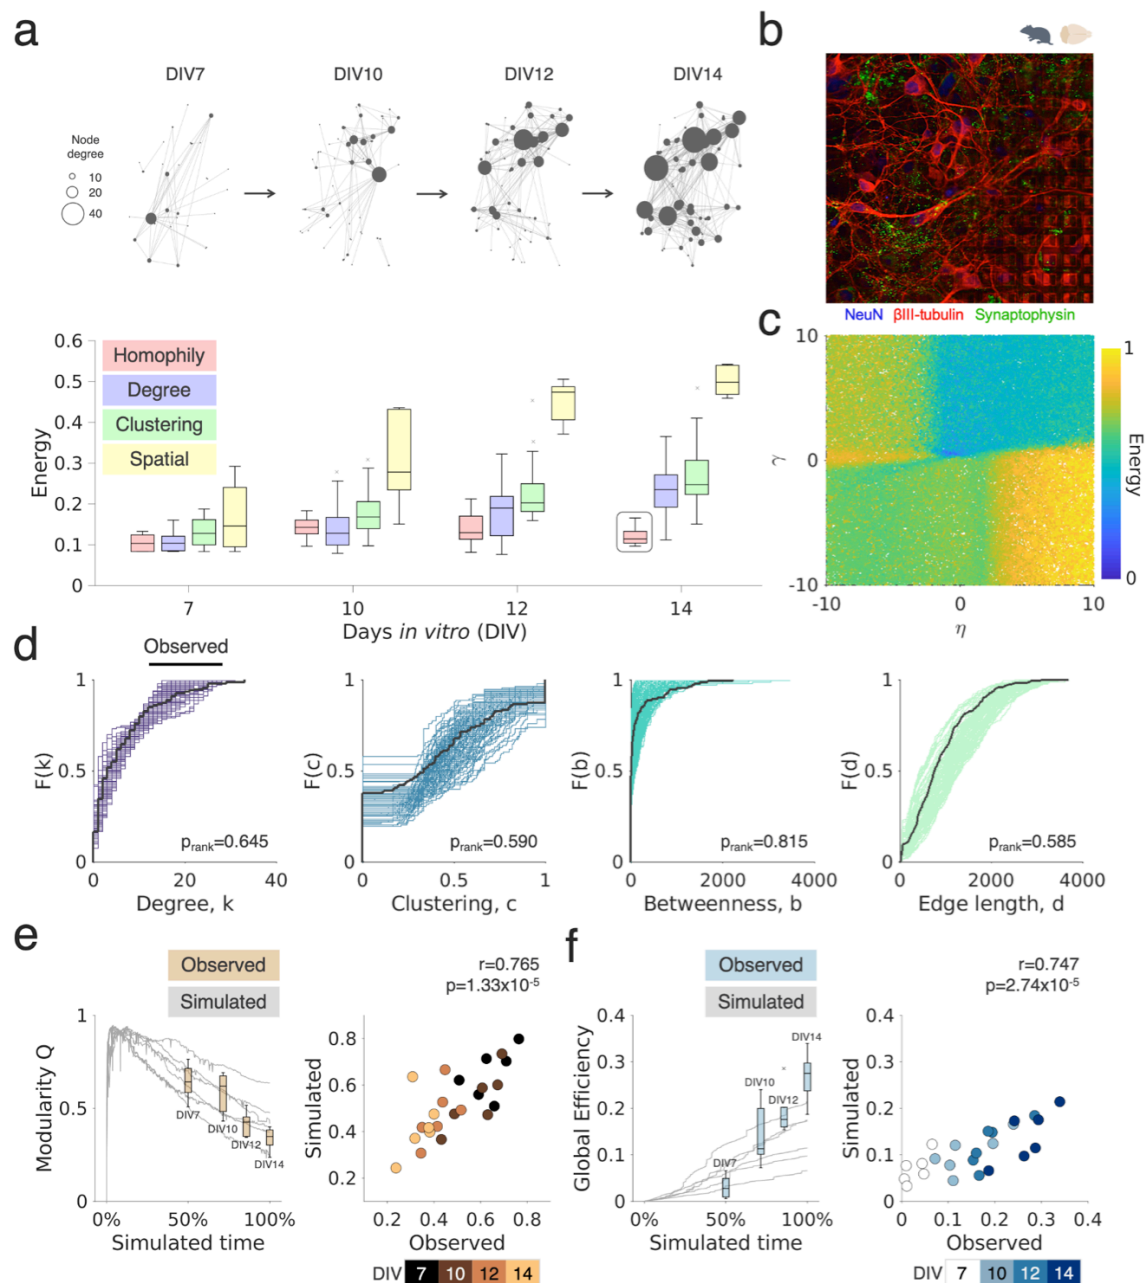 a
DIV7
DIV10
DIV12
DIV14
Node
degree
10
20
40
b
NeuN βIII-tubulin Synaptophysin
0.6
0.5
0.4
0.3
0.2
0.1
0
Energy
Homophily
Degree
Clustering
Spatial
7
10
12
14
Days in vitro (DIV)
c
10
0
-10
γ
-10
0
10
η
1
0
Energy
d
Observed
1
0.5
0
F(k)
p_rank=0.645
0
20
40
Degree, k
1
0.5
0
F(c)
p_rank=0.590
0
0.5
1
Clustering, c
1
0.5
0
F(b)
p_rank=0.815
0
2000
4000
Betweenness, b
1
0.5
0
F(d)
p_rank=0.585
0
2000
4000
Edge length, d
e
Observed
Simulated
r=0.765
p=1.33x10⁻⁵
1
0.5
0
Modularity Q
DIV7
DIV10
DIV12
DIV14
0%
50%
100%
Simulated time
0.8
0.6
0.4
0.2
Simulated
0.2
0.4
0.6
0.8
Observed
DIV 7 10 12 14
f
Observed
Simulated
r=0.747
p=2.74x10⁻⁵
0.4
0.3
0.2
0.1
0
Global Efficiency
DIV7
DIV10
DIV12
DIV14
0%
50%
100%
Simulated time
0.4
0.3
0.2
0.1
0
Simulated
0
0.1
0.2
0.3
0.4
Observed
DIV 7 10 12 14